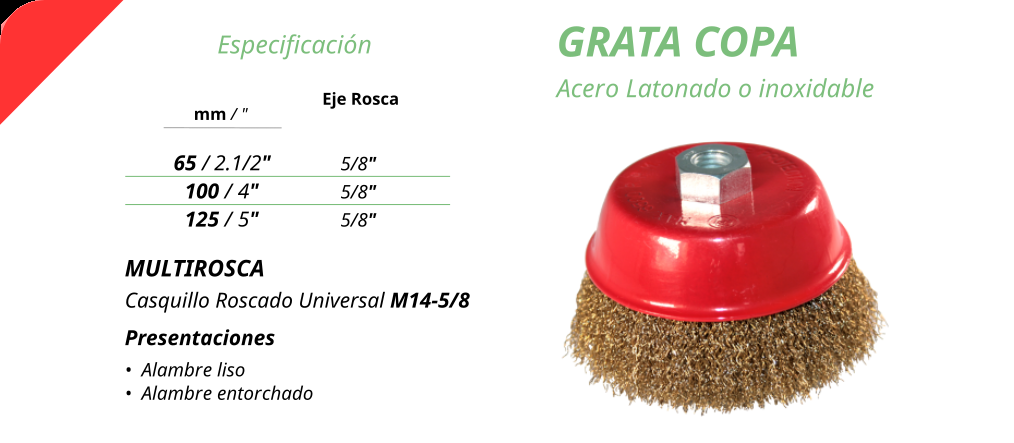 Especificación
mm / "
Eje Rosca
65 / 2.1/2" 5/8"
100 / 4" 5/8"
125 / 5" 5/8"
MULTIROSCA
Casquillo Roscado Universal M14-5/8
Presentaciones
• Alambre liso
• Alambre entorchado
GRATA COPA
Acero Latonado o inoxidable